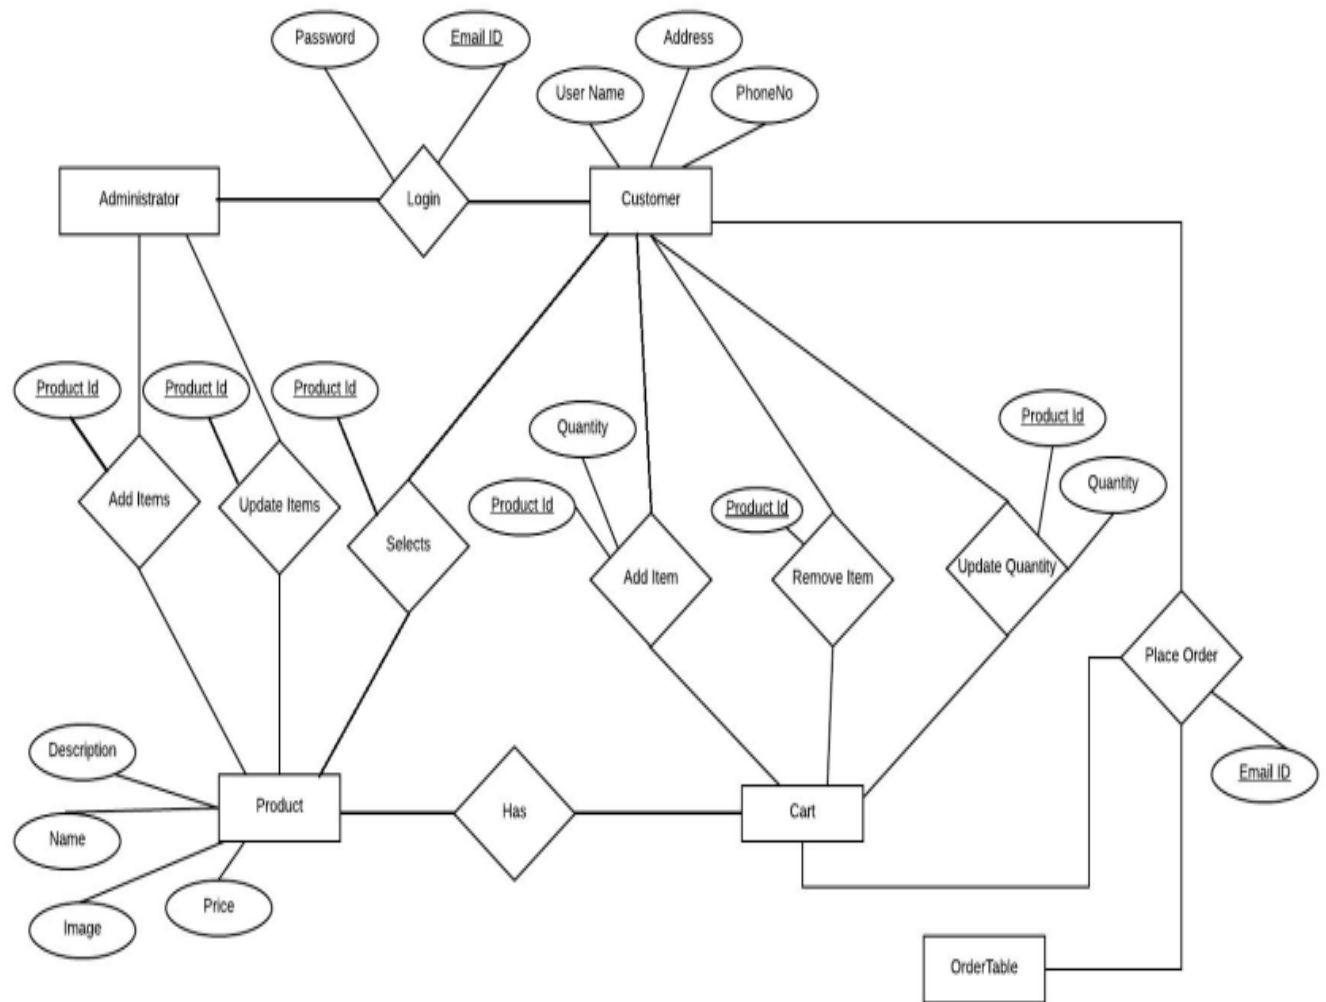 Password
Email ID
Address
User Name
PhoneNo
Administrator
Login
Customer
Product Id
Product Id
Product Id
Quantity
Product Id
Product Id
Product Id
Quantity
Add Items
Update Items
Selects
Add Item
Remove Item
Update Quantity
Place Order
Description
Name
Image
Price
Product
Has
Cart
Email ID
OrderTable